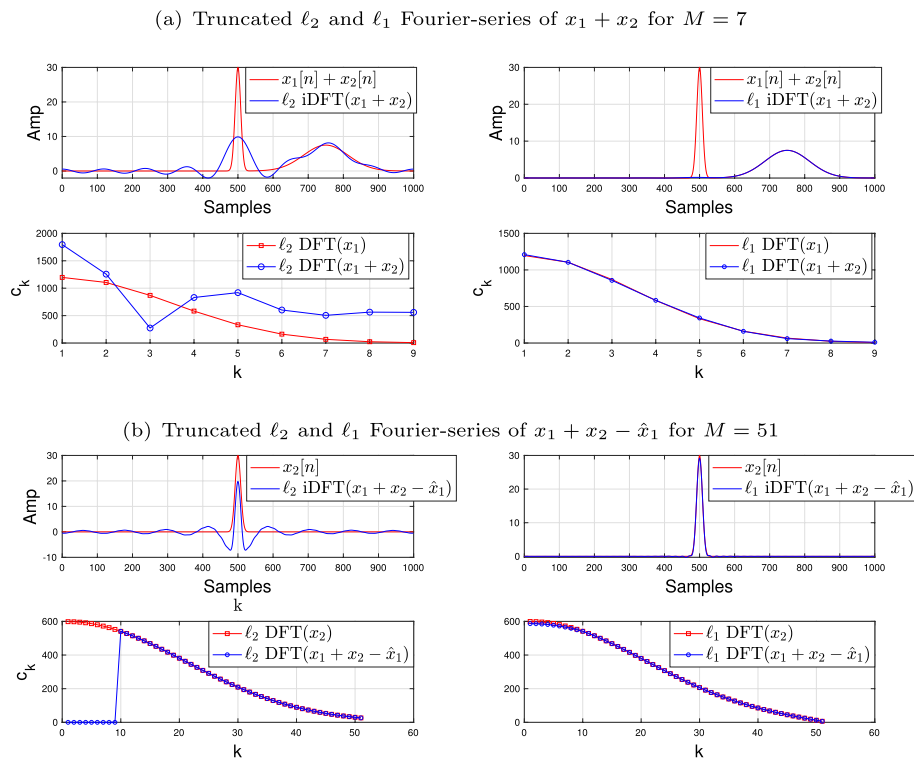 (a) Truncated ℓ2 and ℓ1 Fourier-series of x1 + x2 for M = 7
30
20
10
0
Amp
0 100 200 300 400 500 600 700 800 900 1000
Samples
x1[n] + x2[n]
ℓ2 iDFT(x1 + x2)
30
20
10
0
Amp
0 100 200 300 400 500 600 700 800 900 1000
Samples
x1[n] + x2[n]
ℓ1 iDFT(x1 + x2)
2000
1500
1000
500
0
ck
1 2 3 4 5 6 7 8 9
k
ℓ2 DFT(x1)
ℓ2 DFT(x1 + x2)
1500
1000
500
0
ck
1 2 3 4 5 6 7 8 9
k
ℓ1 DFT(x1)
ℓ1 DFT(x1 + x2)
(b) Truncated ℓ2 and ℓ1 Fourier-series of x1 + x2 − x̂1 for M = 51
30
20
10
0
-10
Amp
0 100 200 300 400 500 600 700 800 900 1000
Samples
k
x2[n]
ℓ2 iDFT(x1 + x2 − x̂1)
30
20
10
0
Amp
0 100 200 300 400 500 600 700 800 900 1000
Samples
x2[n]
ℓ1 iDFT(x1 + x2 − x̂1)
600
400
200
0
ck
0 10 20 30 40 50 60
k
ℓ2 DFT(x2)
ℓ2 DFT(x1 + x2 − x̂1)
600
400
200
0
ck
0 10 20 30 40 50 60
k
ℓ1 DFT(x2)
ℓ1 DFT(x1 + x2 − x̂1)